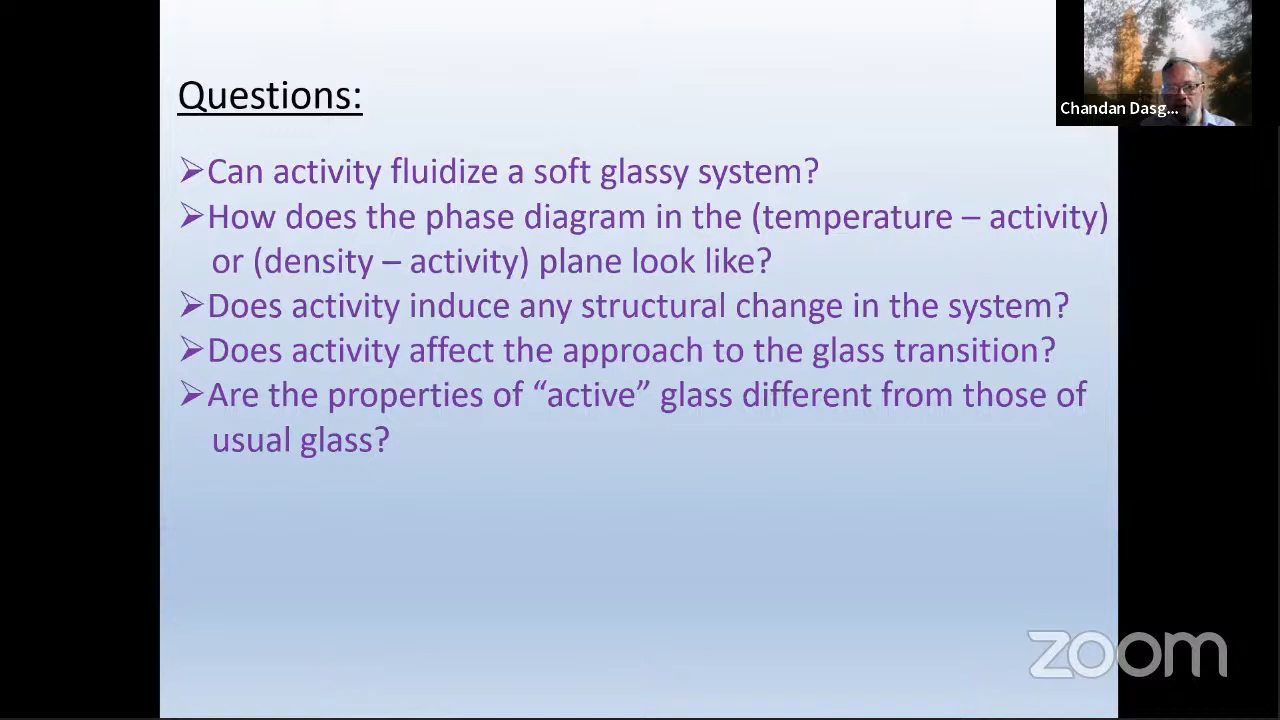 Chandan Dasg...
Questions:
➢Can activity fluidize a soft glassy system?
➢How does the phase diagram in the (temperature – activity)
or (density – activity) plane look like?
➢Does activity induce any structural change in the system?
➢Does activity affect the approach to the glass transition?
➢Are the properties of “active” glass different from those of
usual glass?
zoom